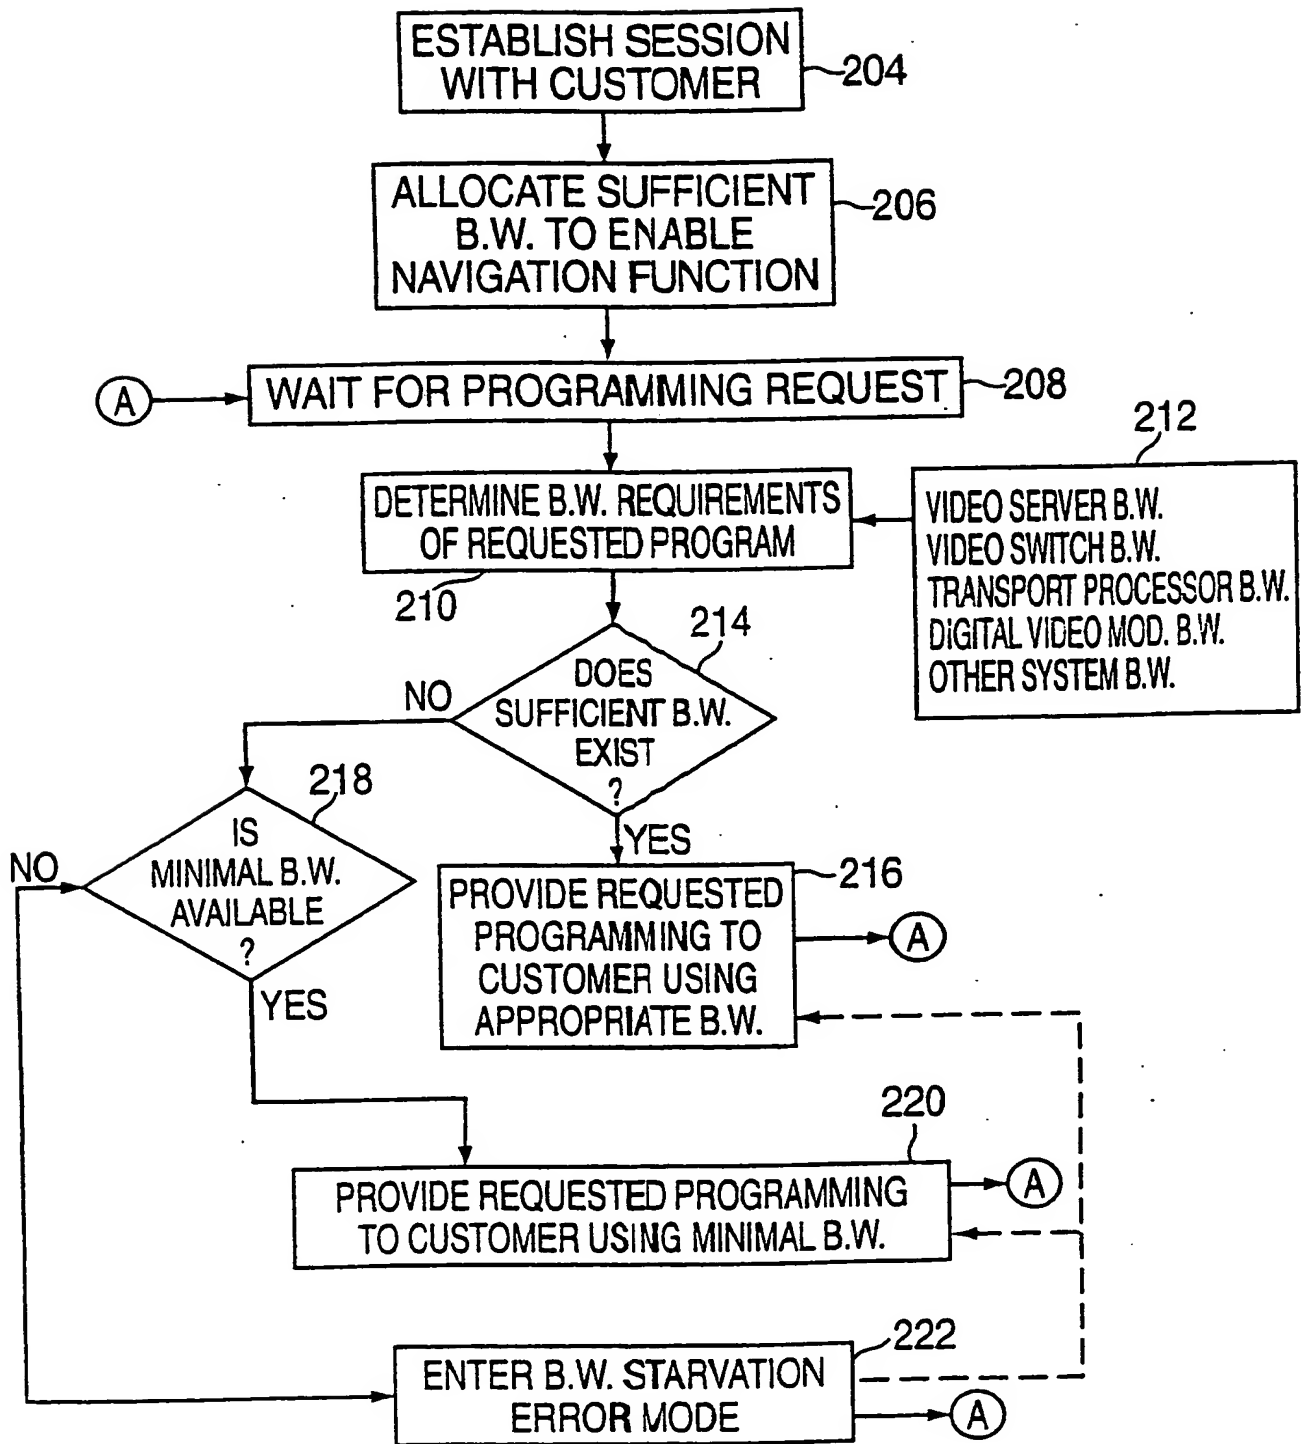 ESTABLISH SESSION
WITH CUSTOMER
204
ALLOCATE SUFFICIENT
B.W. TO ENABLE
NAVIGATION FUNCTION
206
A
WAIT FOR PROGRAMMING REQUEST
208
DETERMINE B.W. REQUIREMENTS
OF REQUESTED PROGRAM
210
212
VIDEO SERVER B.W.
VIDEO SWITCH B.W.
TRANSPORT PROCESSOR B.W.
DIGITAL VIDEO MOD. B.W.
OTHER SYSTEM B.W.
214
DOES
SUFFICIENT B.W.
EXIST
?
NO
YES
218
IS
MINIMAL B.W.
AVAILABLE
?
NO
YES
216
PROVIDE REQUESTED
PROGRAMMING TO
CUSTOMER USING
APPROPRIATE B.W.
A
220
PROVIDE REQUESTED PROGRAMMING
TO CUSTOMER USING MINIMAL B.W.
A
222
ENTER B.W. STARVATION
ERROR MODE
A